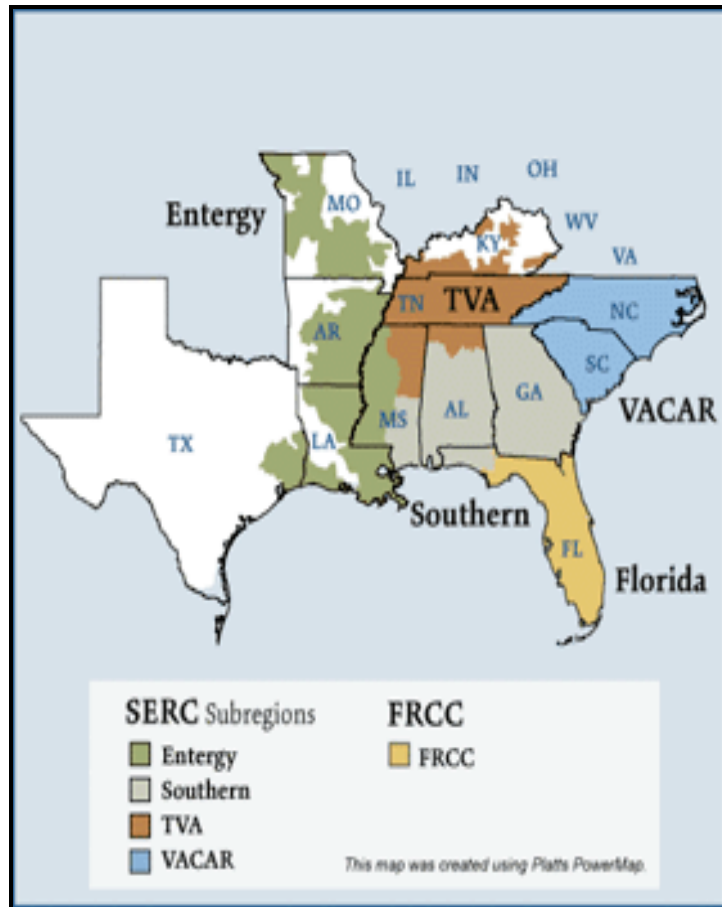 IL
IN
OH
Entergy
MO
WV
KY
VA
TN
TVA
NC
AR
SC
GA
VACAR
MS
AL
TX
LA
Southern
FL
Florida
SERC Subregions
Entergy
Southern
TVA
VACAR
FRCC
FRCC
This map was created using Platts PowerMap.